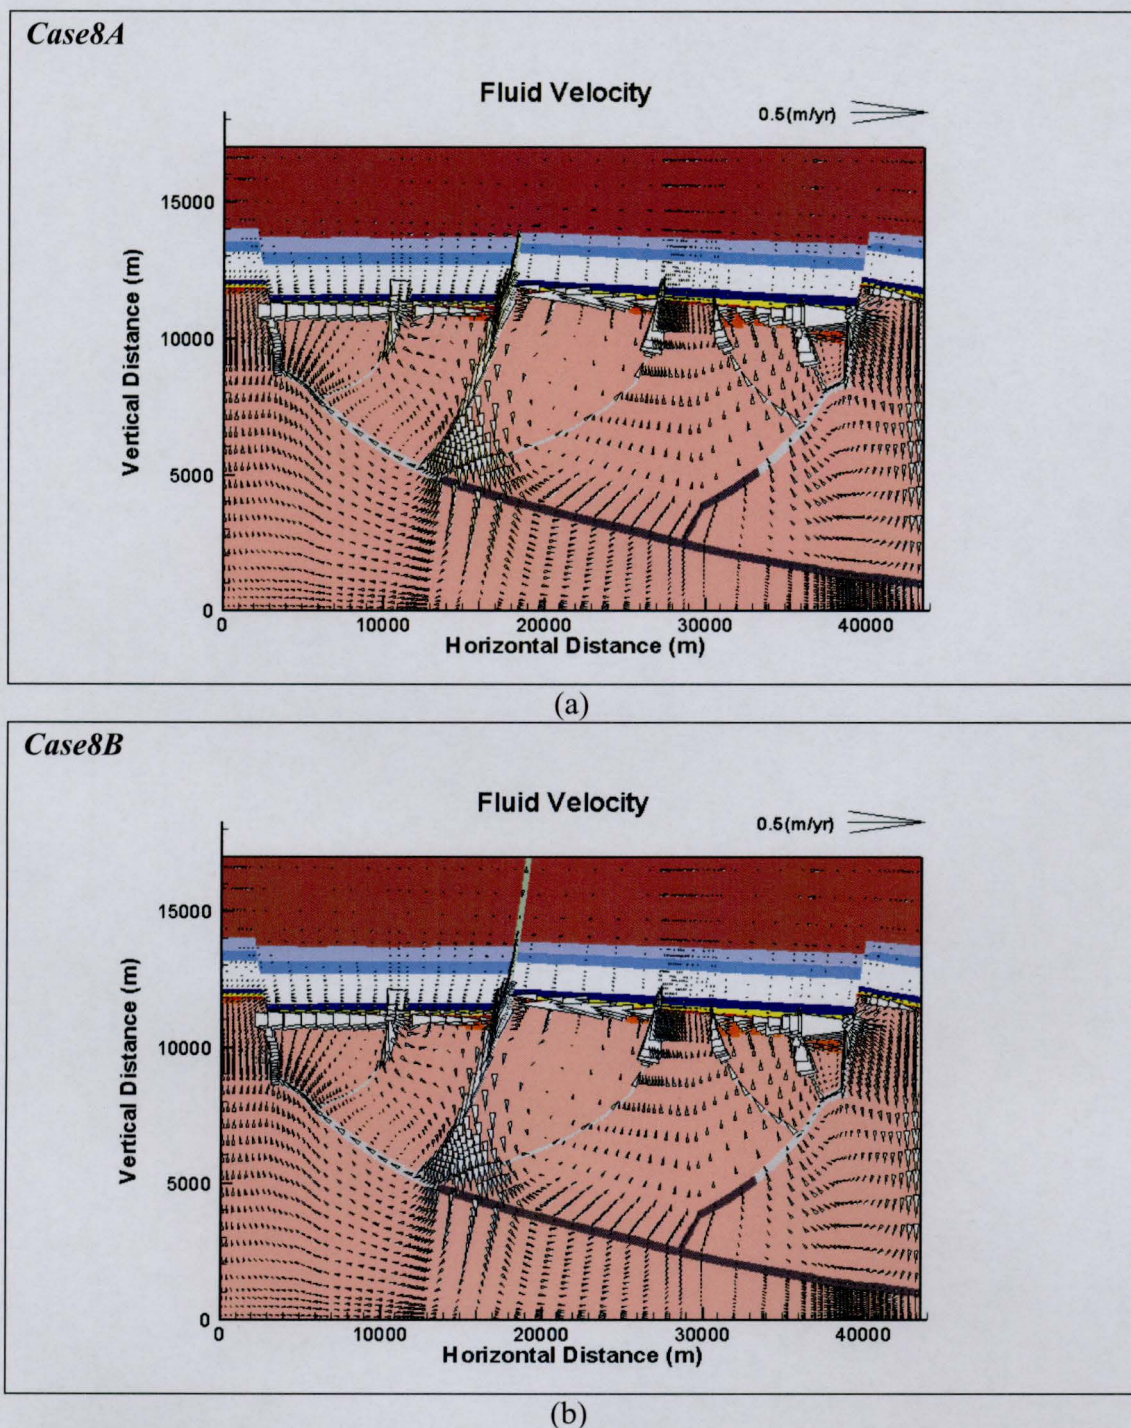 Case8A
Fluid Velocity
0.5(m/yr)
15000
10000
5000
0
Vertical Distance (m)
0 10000 20000 30000 40000
Horizontal Distance (m)
(a)
Case8B
Fluid Velocity
0.5(m/yr)
15000
10000
5000
0
Vertical Distance (m)
0 10000 20000 30000 40000
Horizontal Distance (m)
(b)